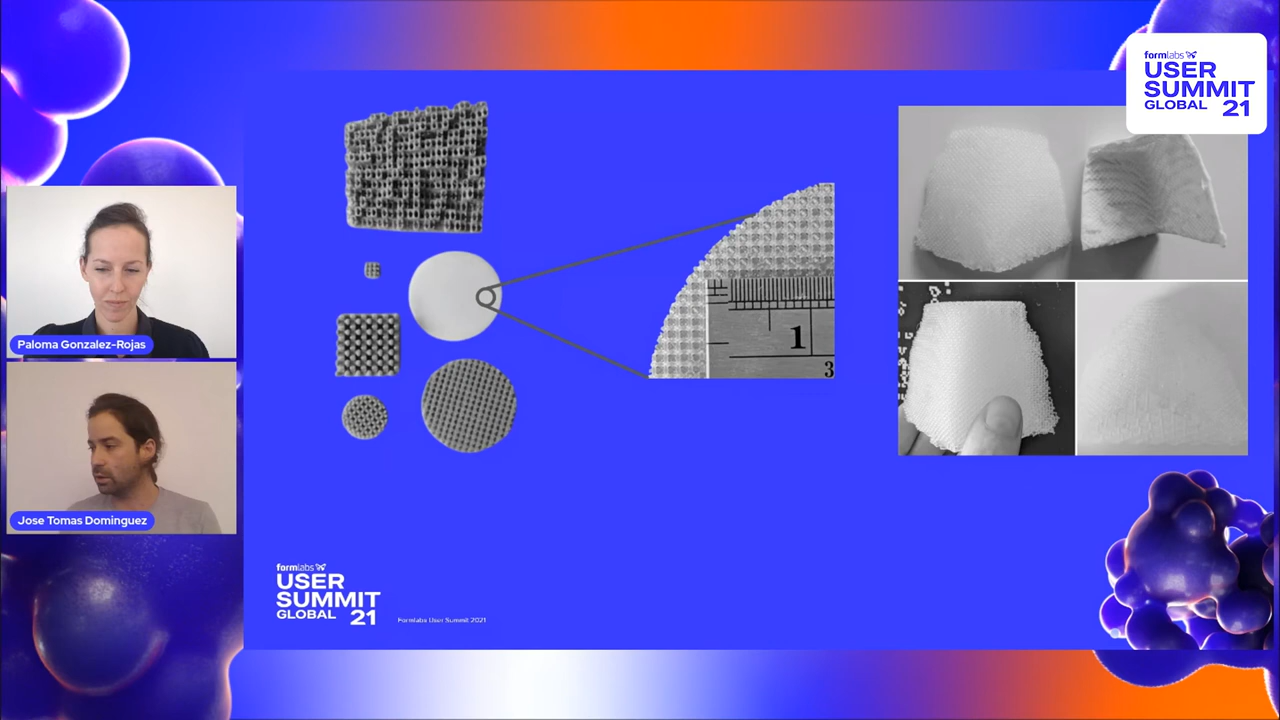 formlabs
USER
SUMMIT
GLOBAL 21
Paloma Gonzalez-Rojas
Jose Tomas Dominguez
1
3
formlabs
USER
SUMMIT
GLOBAL 21
Formlabs User Summit 2021